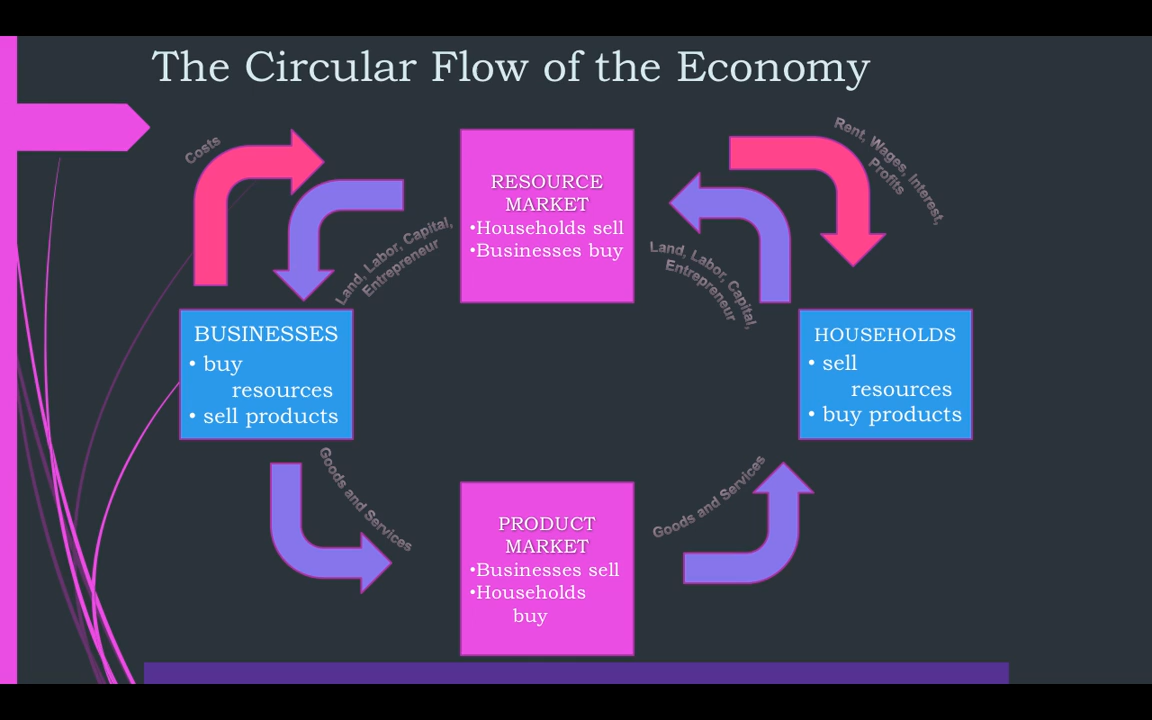 The Circular Flow of the Economy
Costs
Rent, Wages, Interest,
Profits
RESOURCE
MARKET
•Households sell
•Businesses buy
Land, Labor, Capital,
Entrepreneur
Land, Labor, Capital,
Entrepreneur
BUSINESSES
• buy
resources
• sell products
HOUSEHOLDS
• sell
resources
• buy products
Goods and Services
Goods and Services
PRODUCT
MARKET
•Businesses sell
•Households
buy